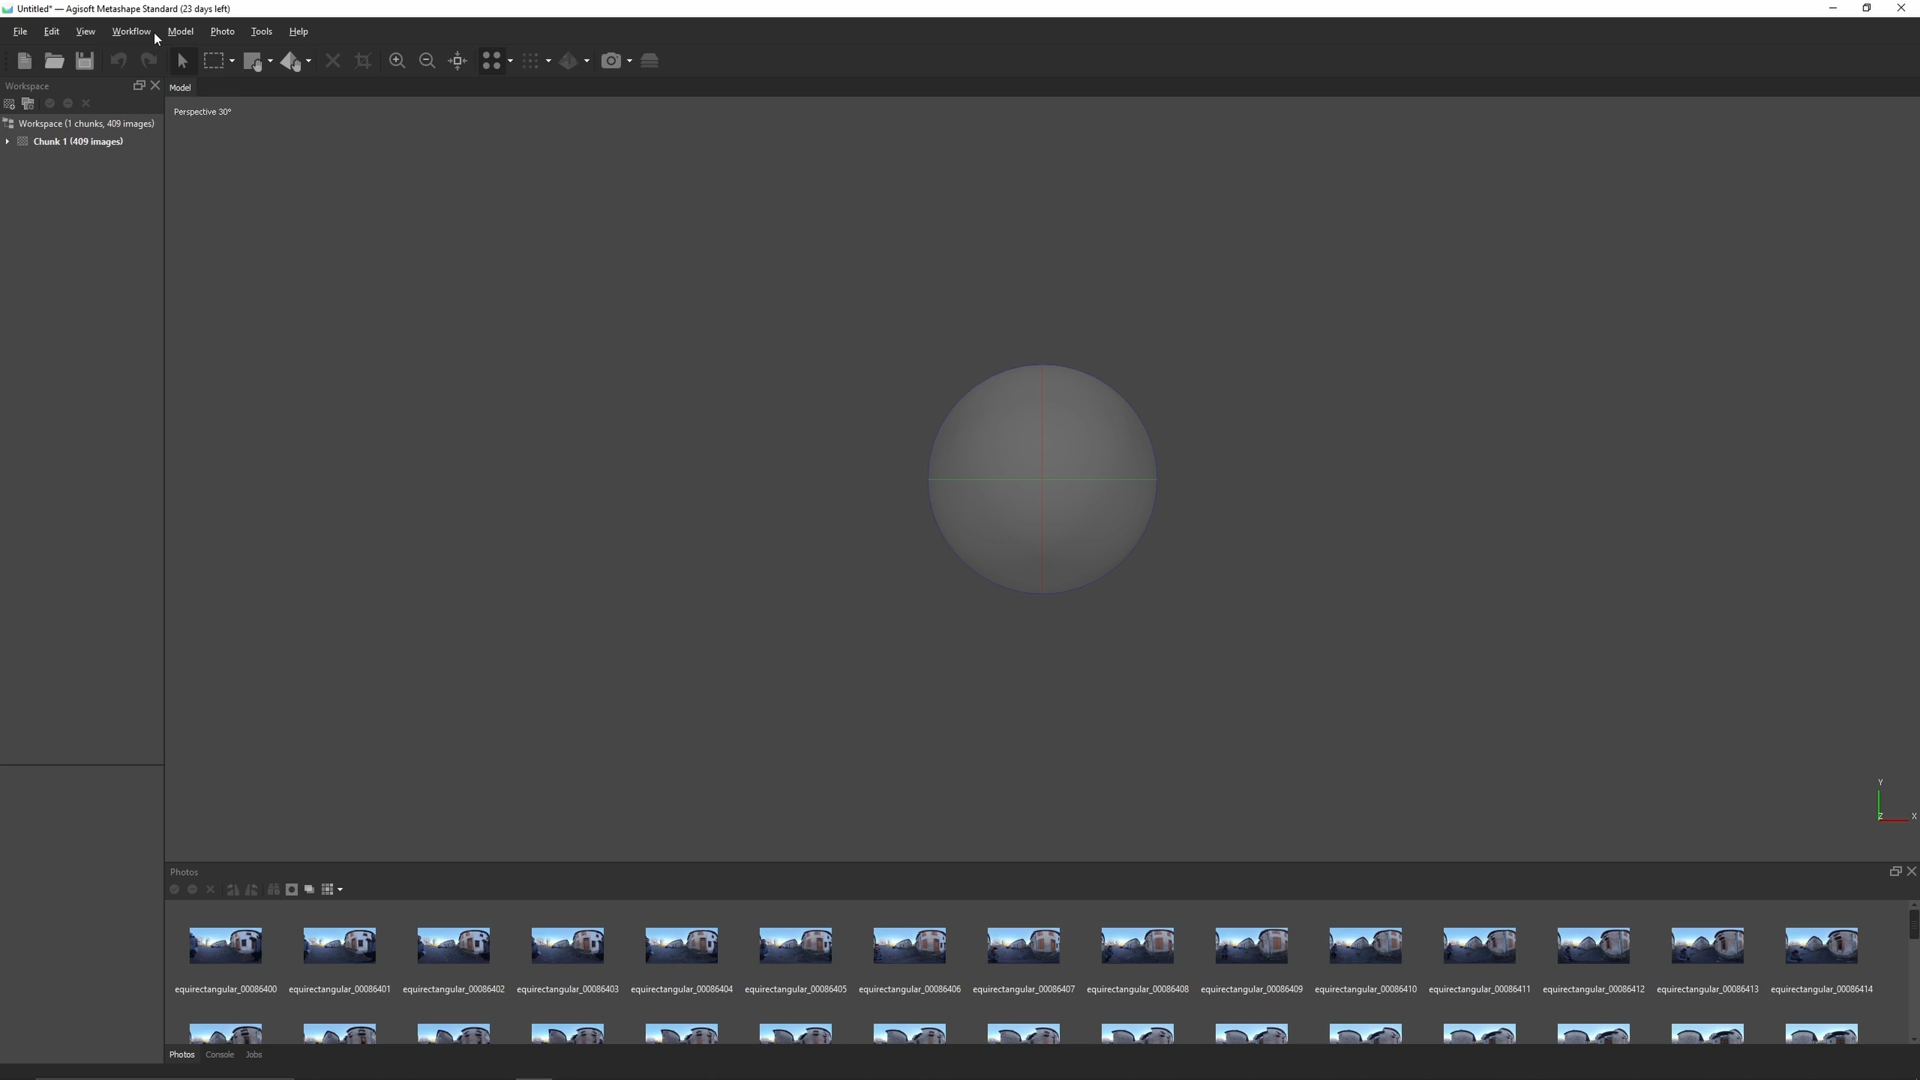 Untitled* — Agisoft Metashape Standard (23 days left)
File Edit View Workflow Model Photo Tools Help
Workspace
Model
Perspective 30°
Workspace (1 chunks, 409 images)
Chunk 1 (409 images)
Y
Z
X
Photos
equirectangular_00086400 equirectangular_00086401 equirectangular_00086402 equirectangular_00086403 equirectangular_00086404 equirectangular_00086405 equirectangular_00086406 equirectangular_00086407 equirectangular_00086408 equirectangular_00086409 equirectangular_00086410 equirectangular_00086411 equirectangular_00086412 equirectangular_00086413 equirectangular_00086414
Photos Console Jobs